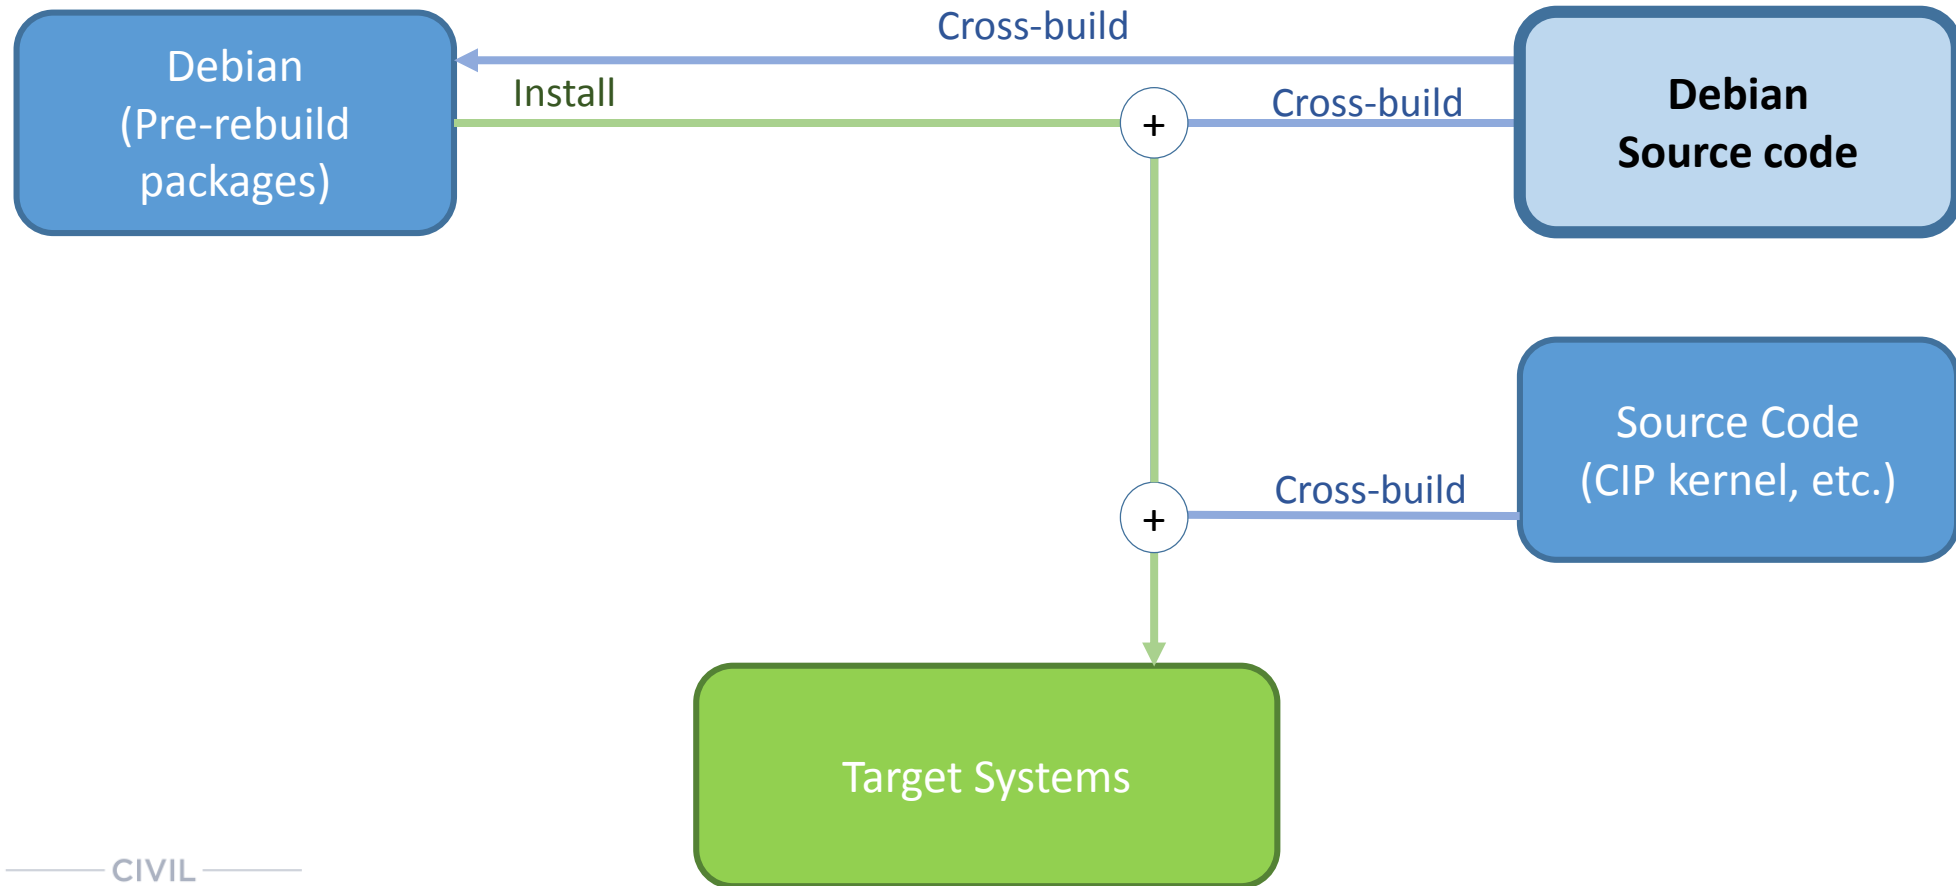 Cross-build
Debian
(Pre-rebuild
packages)
Install
+
Cross-build
Debian
Source code
Source Code
(CIP kernel, etc.)
Cross-build
+
Target Systems
CIVIL